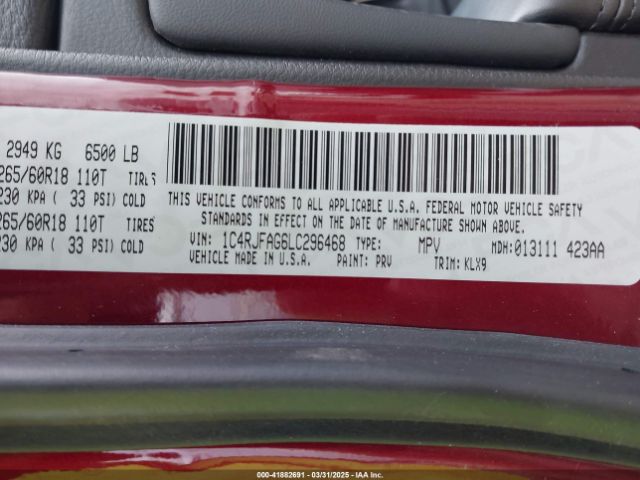 2949 KG 6500 LB
265/60R18 110T TIRES
230 KPA ( 33 PSI) COLD
265/60R18 110T TIRES
230 KPA ( 33 PSI) COLD
THIS VEHICLE CONFORMS TO ALL APPLICABLE U.S.A. FEDERAL MOTOR VEHICLE SAFETY
STANDARDS IN EFFECT ON THE DATE OF MANUFACTURE SHOWN ABOVE.
VIN: 1C4RJFAG6LC296468 TYPE: MPV MDH:013111 423AA
VEHICLE MADE IN U.S.A. PAINT: PRV TRIM: KLX9
000-41882691 - 03/31/2025 - IAAI.COM